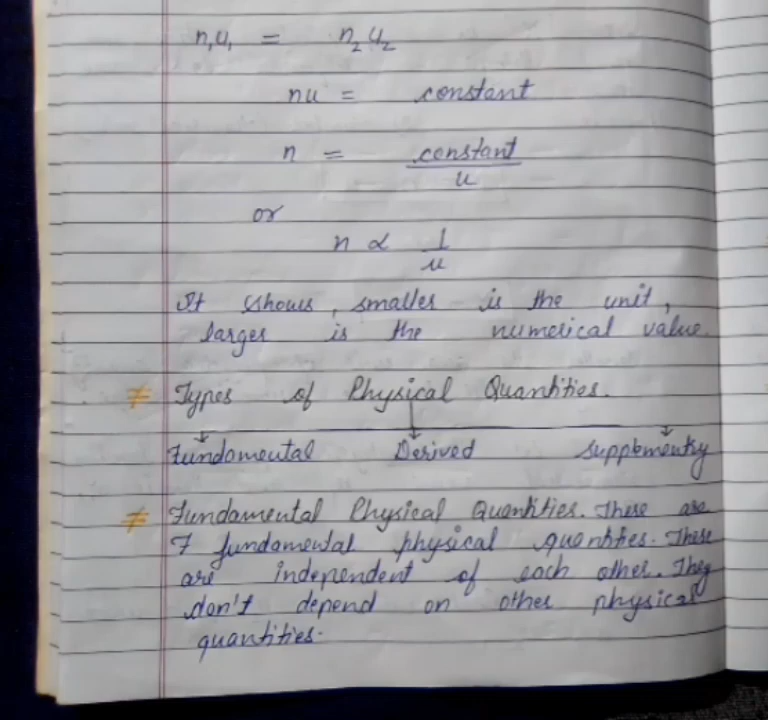 n₁u₁ = n₂u₂
nu = constant
n = constant
u
or
n ∝ 1
u
It shows, smaller is the unit,
larger is the numerical value.
≠ Types of Physical Quantities.
Fundamental Derived supplementry
≠ Fundamental Physical Quantities. There are
7 fundamental physical quantities. These
are independent of each other. They
don't depend on other physical
quantities.